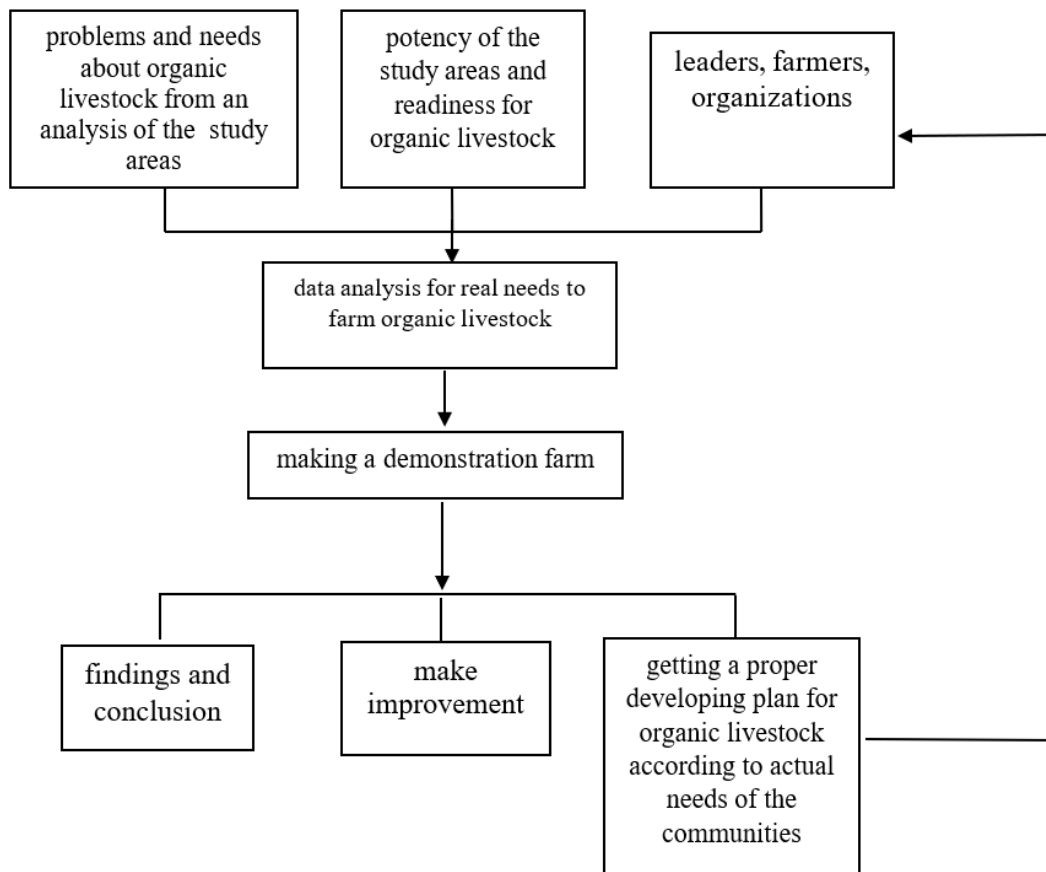 problems and needs
about organic
livestock from an
analysis of the study
areas
potency of the
study areas and
readiness for
organic livestock
leaders, farmers,
organizations
data analysis for real needs to
farm organic livestock
making a demonstration farm
findings and
conclusion
make
improvement
getting a proper
developing plan for
organic livestock
according to actual
needs of the
communities